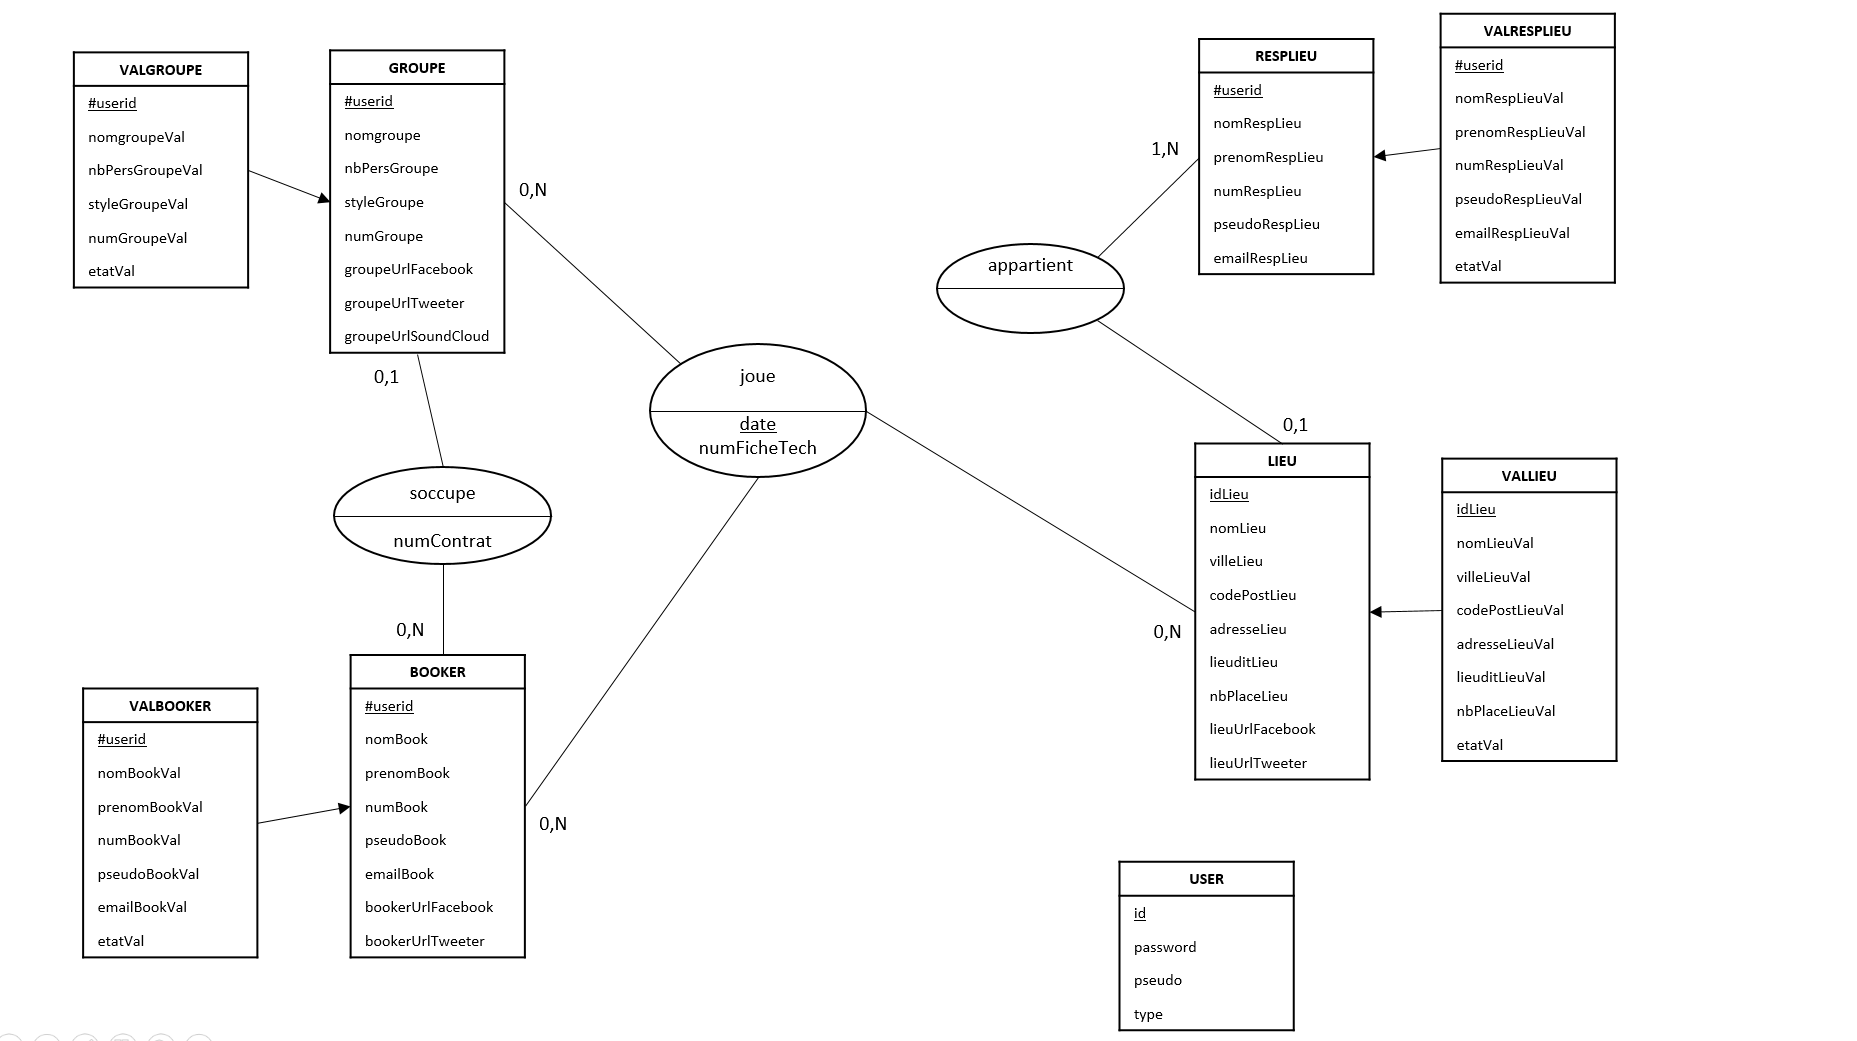 VALGROUPE
#userid
nomgroupeVal
nbPersGroupeVal
styleGroupeVal
numGroupeVal
etatVal
GROUPE
#userid
nomgroupe
nbPersGroupe
styleGroupe
numGroupe
groupeUrlFacebook
groupeUrlTweeter
groupeUrlSoundCloud
0,N
0,1
joue
date
numFicheTech
soccupe
numContrat
0,N
VALBOOKER
#userid
nomBookVal
prenomBookVal
numBookVal
pseudoBookVal
emailBookVal
etatVal
BOOKER
#userid
nomBook
prenomBook
numBook
pseudoBook
emailBook
bookerUrlFacebook
bookerUrlTweeter
0,N
RESPLIEU
#userid
nomRespLieu
prenomRespLieu
numRespLieu
pseudoRespLieu
emailRespLieu
VALRESPLIEU
#userid
nomRespLieuVal
prenomRespLieuVal
numRespLieuVal
pseudoRespLieuVal
emailRespLieuVal
etatVal
1,N
appartient
0,1
LIEU
idLieu
nomLieu
villeLieu
codePostLieu
adresseLieu
lieuditLieu
nbPlaceLieu
lieuUrlFacebook
lieuUrlTweeter
0,N
VALLIEU
idLieu
nomLieuVal
villeLieuVal
codePostLieuVal
adresseLieuVal
lieuditLieuVal
nbPlaceLieuVal
etatVal
USER
id
password
pseudo
type